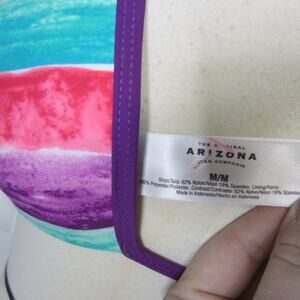 THE ORIGINAL
ARIZONA
JEAN COMPANY
M/M
Shell/Tela: 82% Nylon/Nilon 18% Spandex, Lining/Forro:
90% Polyester/Poliester, Contrast/Contraste: 82% Nylon/Nilon 18% Spandex
Made in Indonesia/Hecho en Indonesia